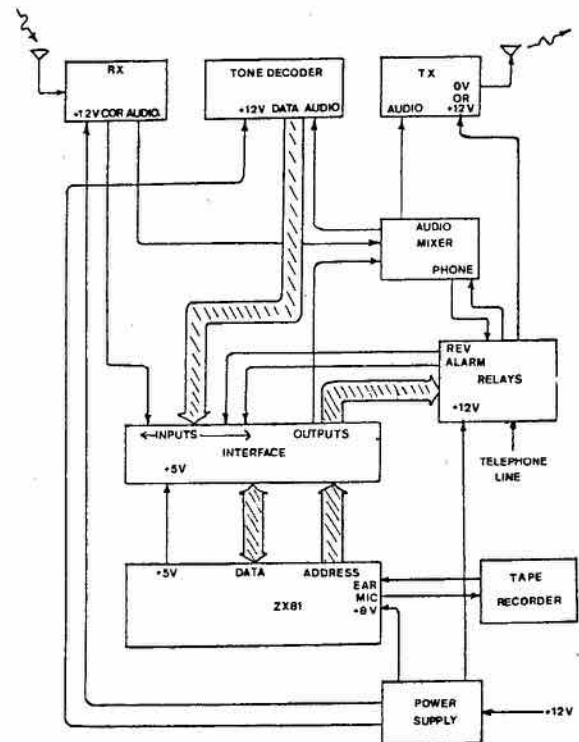 RX
TONE DECODER
TX
0V
OR
+12V
+12V COR AUDIO.
+12V DATA AUDIO
AUDIO
AUDIO
MIXER
PHONE
REV
ALARM
RELAYS
+12V
INPUTS
OUTPUTS
INTERFACE
+5V
TELEPHONE
LINE
+5V
DATA
ADDRESS
EAR
MIC
+8V
ZX81
TAPE
RECORDER
POWER
SUPPLY
+12V